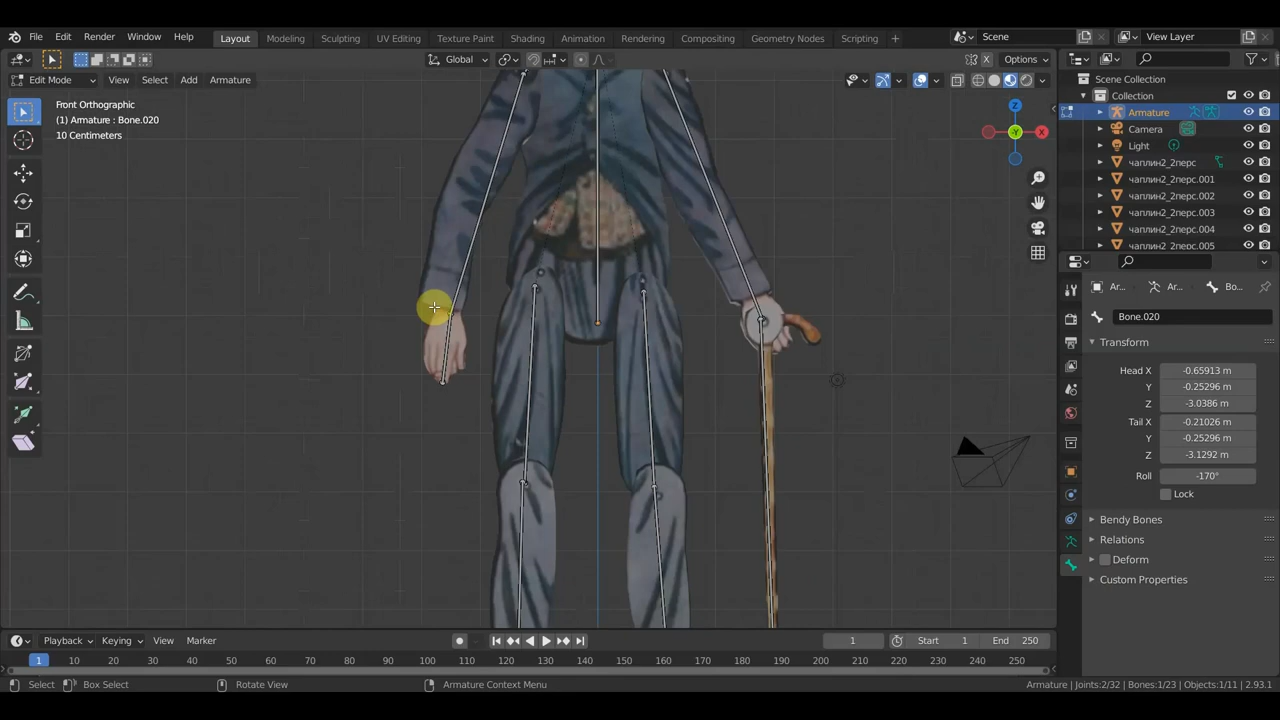 File Edit Render Window Help Layout Modeling Sculpting UV Editing Texture Paint Shading Animation Rendering Compositing Geometry Nodes Scripting + Scene View Layer
Global X Options
Edit Mode View Select Add Armature
Scene Collection
Collection
Armature
Camera
Light
чаплин2_2перс
чаплин2_2перс.001
чаплин2_2перс.002
чаплин2_2перс.003
чаплин2_2перс.004
чаплин2_2перс.005
Front Orthographic
(1) Armature : Bone.020
10 Centimeters
Z
Y
X
Ar... Ar... Bo...
Bone.020
Transform
Head X -0.65913 m
Y -0.25296 m
Z -3.0386 m
Tail X -0.21026 m
Y -0.25296 m
Z -3.1292 m
Roll -170°
Lock
Bendy Bones
Relations
Deform
Custom Properties
Playback Keying View Marker 1 Start 1 End 250
1 10 20 30 40 50 60 70 80 90 100 110 120 130 140 150 160 170 180 190 200 210 220 230 240 250
Select Box Select Rotate View Armature Context Menu Armature | Joints:2/32 | Bones:1/23 | Objects:1/11 | 2.93.1